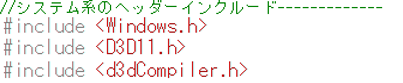 //システム系のヘッダーインクルード-------------
#include <Windows.h>
#include <D3D11.h>
#include <d3dCompiler.h>